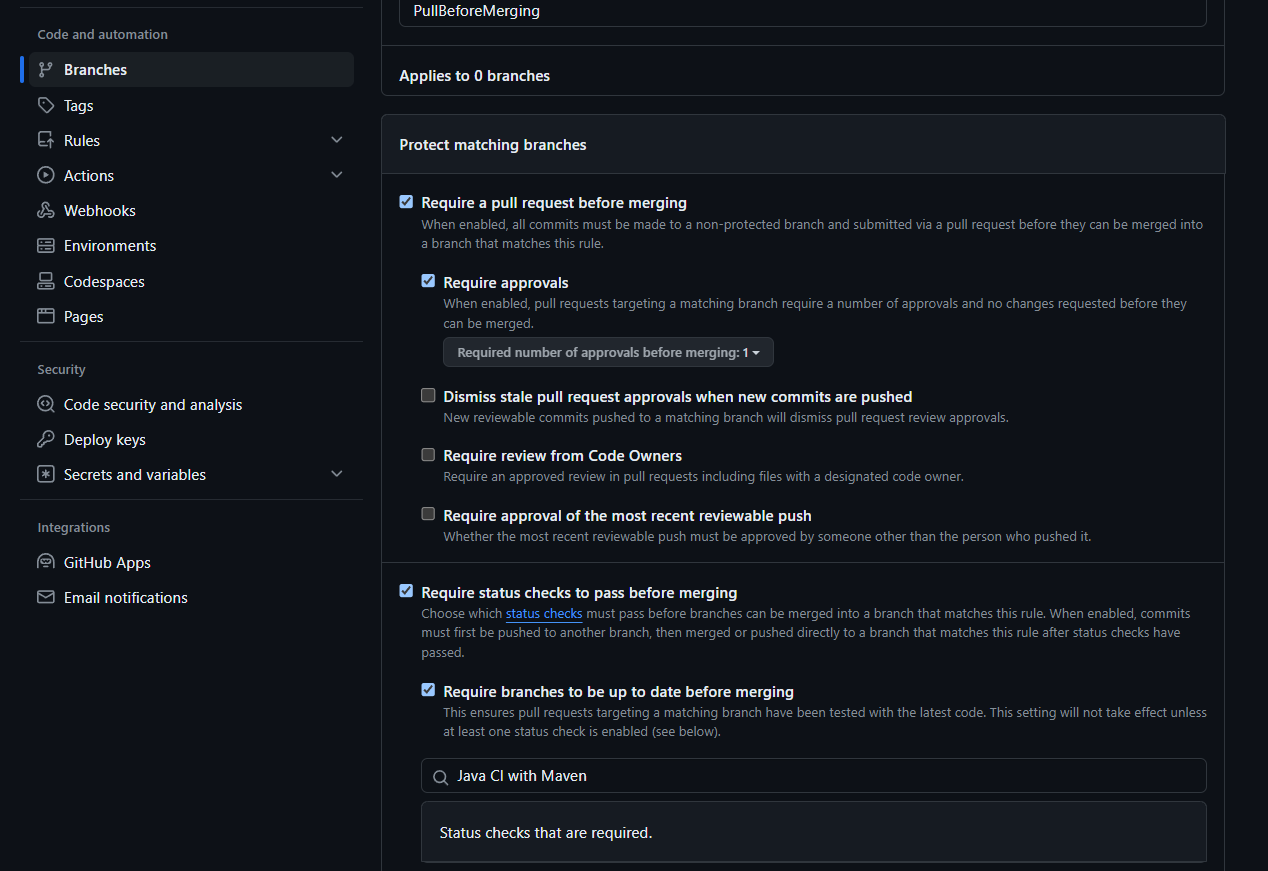 Code and automation
Branches
Tags
Rules
Actions
Webhooks
Environments
Codespaces
Pages
Security
Code security and analysis
Deploy keys
Secrets and variables
Integrations
GitHub Apps
Email notifications
PullBeforeMerging
Applies to 0 branches
Protect matching branches
Require a pull request before merging
When enabled, all commits must be made to a non-protected branch and submitted via a pull request before they can be merged into
a branch that matches this rule.
Require approvals
When enabled, pull requests targeting a matching branch require a number of approvals and no changes requested before they
can be merged.
Required number of approvals before merging: 1
Dismiss stale pull request approvals when new commits are pushed
New reviewable commits pushed to a matching branch will dismiss pull request review approvals.
Require review from Code Owners
Require an approved review in pull requests including files with a designated code owner.
Require approval of the most recent reviewable push
Whether the most recent reviewable push must be approved by someone other than the person who pushed it.
Require status checks to pass before merging
Choose which status checks must pass before branches can be merged into a branch that matches this rule. When enabled, commits
must first be pushed to another branch, then merged or pushed directly to a branch that matches this rule after status checks have
passed.
Require branches to be up to date before merging
This ensures pull requests targeting a matching branch have been tested with the latest code. This setting will not take effect unless
at least one status check is enabled (see below).
Java CI with Maven
Status checks that are required.